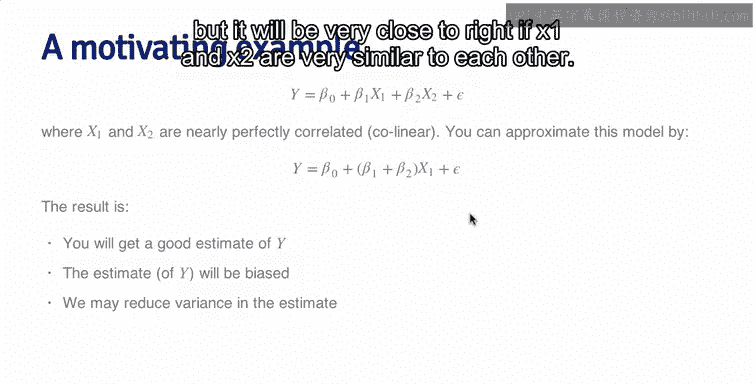 but it will be very close to right if x1
and x2 are very similar to each other.
A motivating example
Y = β₀ + β₁X₁ + β₂X₂ + ϵ
where X₁ and X₂ are nearly perfectly correlated (co-linear). You can approximate this model by:
Y = β₀ + (β₁ + β₂)X₁ + ϵ
The result is:
· You will get a good estimate of Y
· The estimate (of Y) will be biased
· We may reduce variance in the estimate